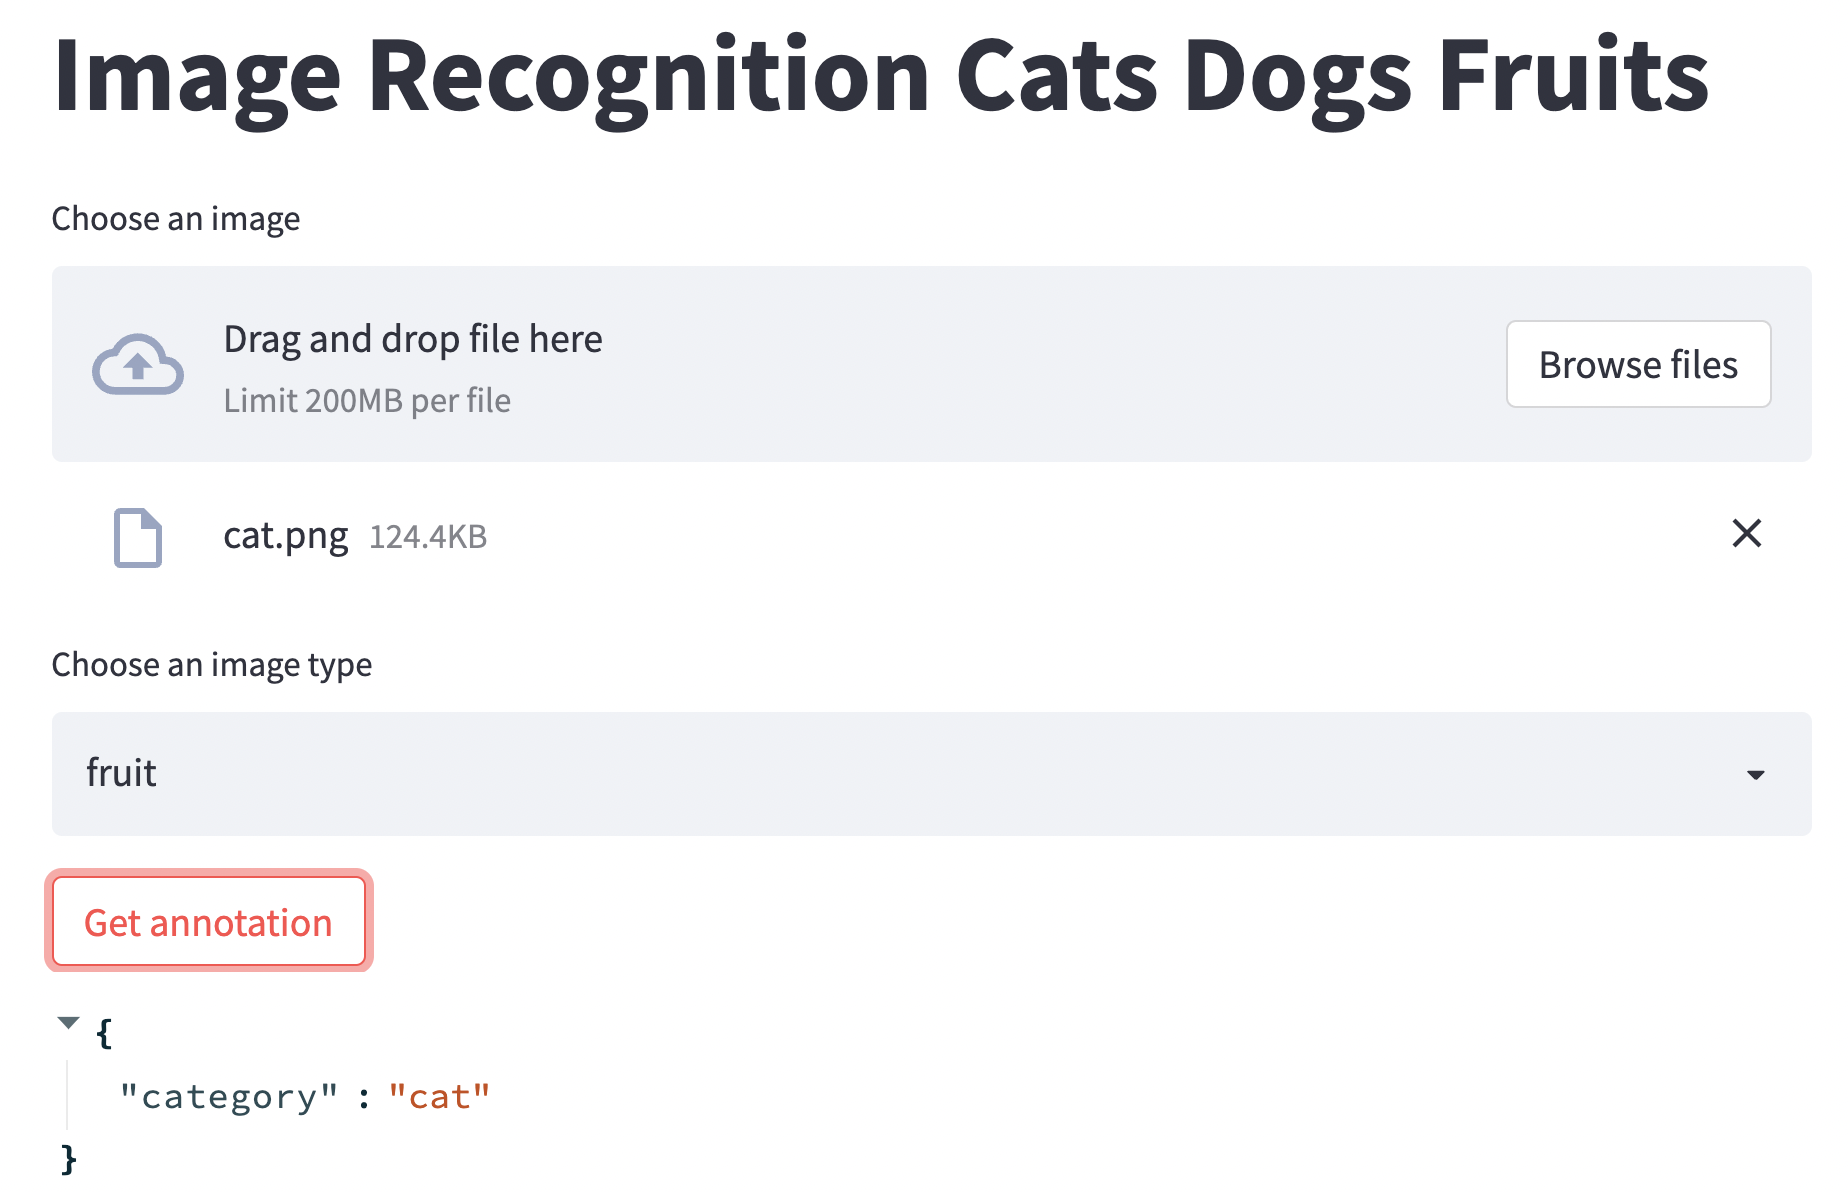 Image Recognition Cats Dogs Fruits
Choose an image
Drag and drop file here
Limit 200MB per file
Browse files
cat.png 124.4KB
Choose an image type
fruit
Get annotation
{
"category" : "cat"
}